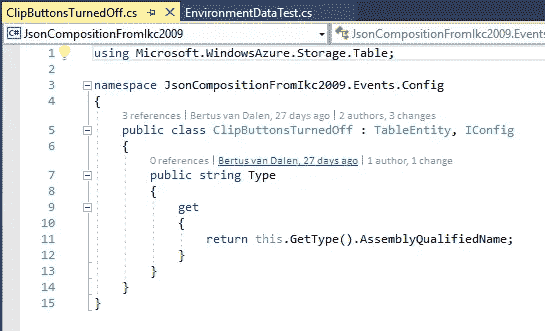 ClipButtonsTurnedOff.cs EnvironmentDataTest.cs
C# JsonCompositionFromIkc2009 JsonCompositionFromIkc2009.Events
1 using Microsoft.WindowsAzure.Storage.Table;
2
3 namespace JsonCompositionFromIkc2009.Events.Config
4 {
3 references | Bertus van Dalen, 27 days ago | 2 authors, 3 changes
5 public class ClipButtonsTurnedOff : TableEntity, IConfig
6 {
0 references | Bertus van Dalen, 27 days ago | 1 author, 1 change
7 public string Type
8 {
9 get
10 {
11 return this.GetType().AssemblyQualifiedName;
12 }
13 }
14 }
15 }